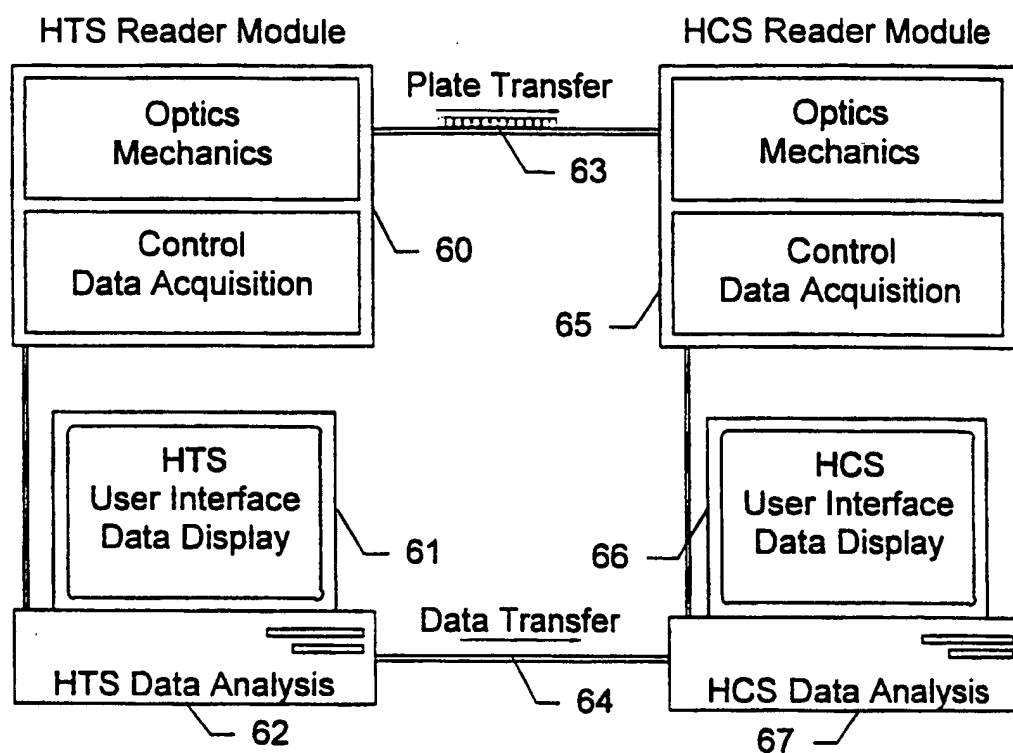 HTS Reader Module
HCS Reader Module
Plate Transfer
Optics
Mechanics
63
Optics
Mechanics
Control
Data Acquisition
60
Control
Data Acquisition
65
HTS
User Interface
Data Display
61
HCS
User Interface
Data Display
66
Data Transfer
HTS Data Analysis
64
HCS Data Analysis
62
67